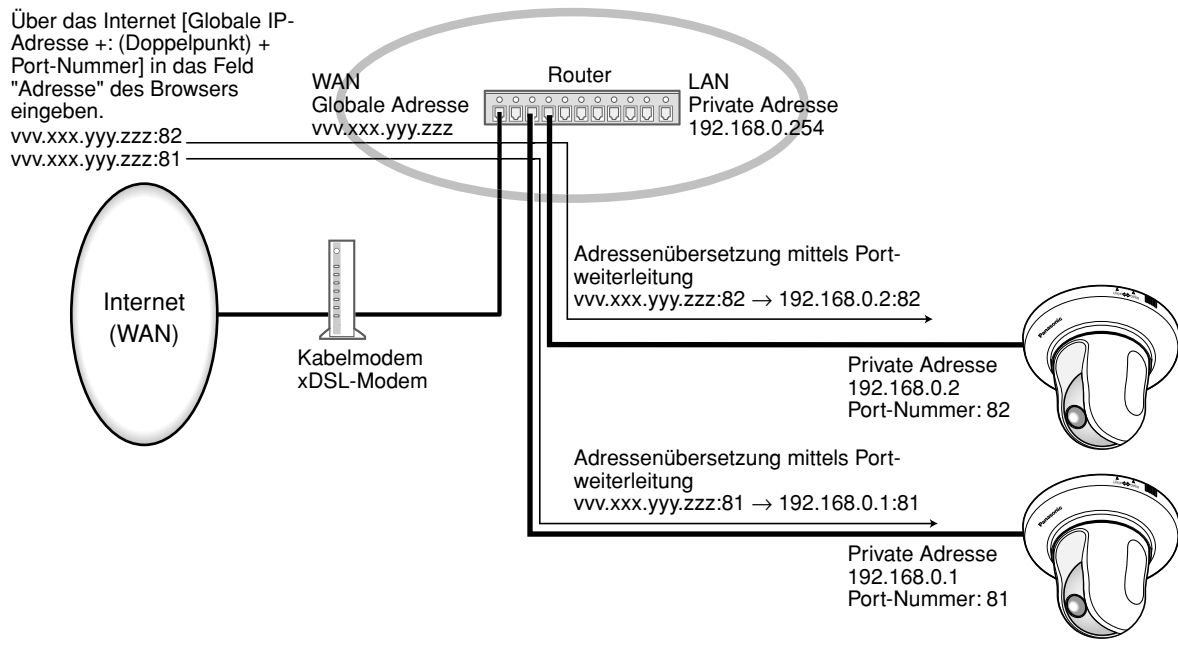 Über das Internet [Globale IP-
Adresse +: (Doppelpunkt) +
Port-Nummer] in das Feld
"Adresse" des Browsers
eingeben.
vvv.xxx.yyy.zzz:82
vvv.xxx.yyy.zzz:81
WAN
Globale Adresse
vvv.xxx.yyy.zzz
Router
LAN
Private Adresse
192.168.0.254
Internet
(WAN)
Kabelmodem
xDSL-Modem
Adressenübersetzung mittels Port-
weiterleitung
vvv.xxx.yyy.zzz:82 → 192.168.0.2:82
Panasonic
Private Adresse
192.168.0.2
Port-Nummer: 82
Adressenübersetzung mittels Port-
weiterleitung
vvv.xxx.yyy.zzz:81 → 192.168.0.1:81
Panasonic
Private Adresse
192.168.0.1
Port-Nummer: 81